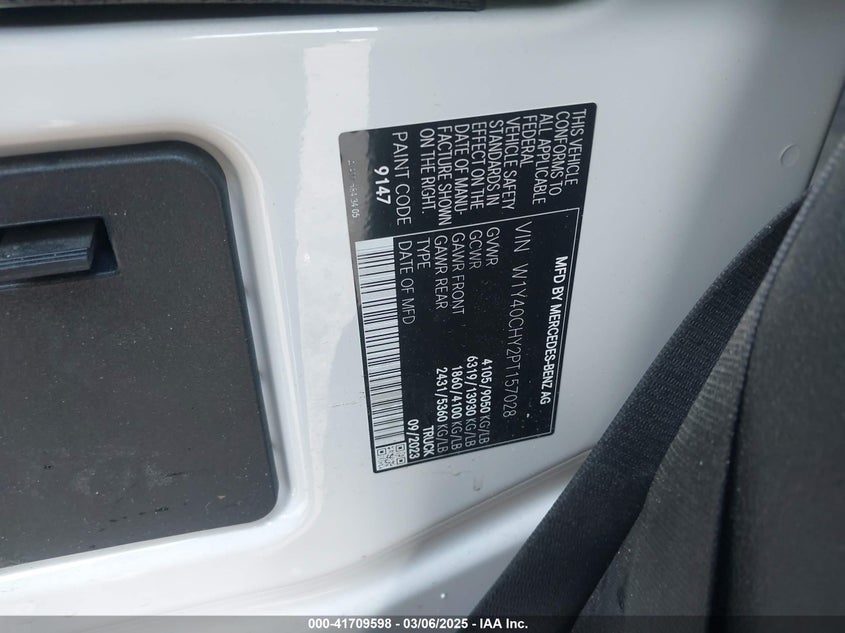 MFD BY MERCEDES-BENZ AG
VIN W1Y40CHY2PT157028
GVWR 4105/9050 KG/LB
GCWR 6319/13930 KG/LB
GAWR FRONT 1860/4100 KG/LB
GAWR REAR 2431/5360 KG/LB
TYPE TRUCK
DATE OF MFD 09/2023
THIS VEHICLE
CONFORMS TO
ALL APPLICABLE
FEDERAL
VEHICLE SAFETY
STANDARDS IN
EFFECT ON THE
DATE OF MANU-
FACTURE SHOWN
ON THE RIGHT.
PAINT CODE
9147
000-41709598 - 03/06/2025 - IAA Inc.